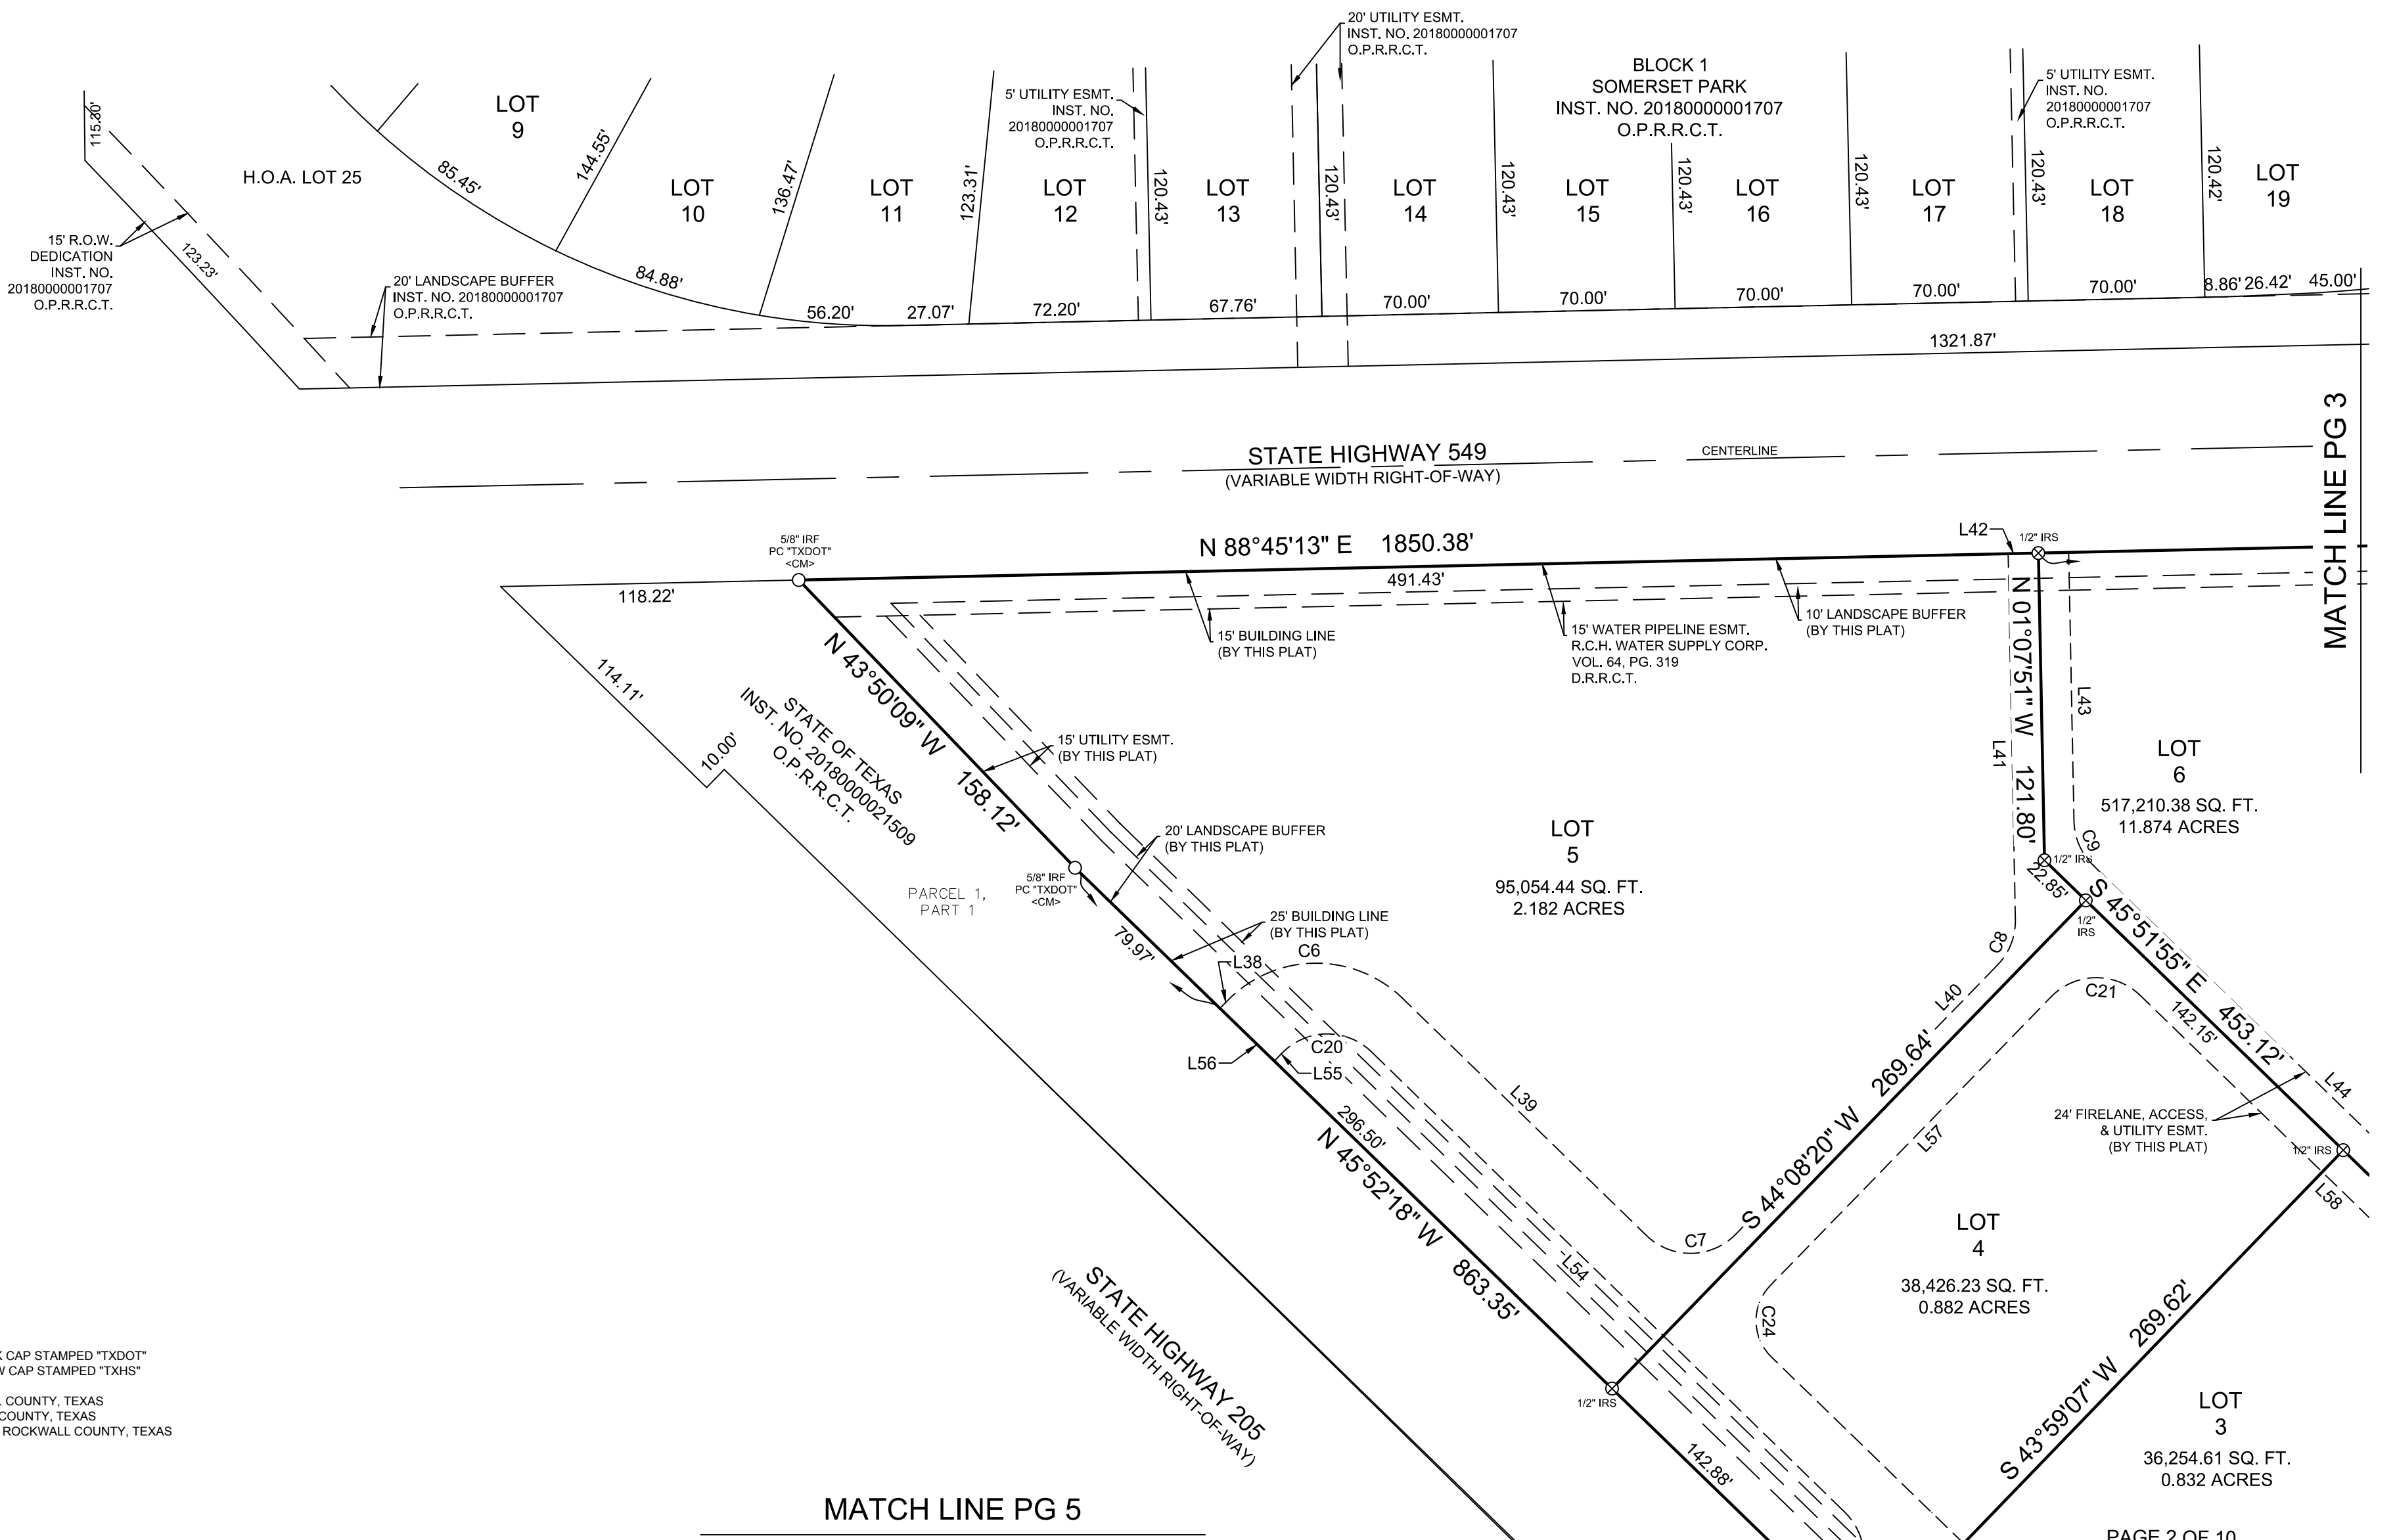 20' UTILITY ESMT.
INST. NO. 20180000001707
O.P.R.R.C.T.
BLOCK 1
SOMERSET PARK
INST. NO. 20180000001707
O.P.R.R.C.T.
5' UTILITY ESMT.
INST. NO.
20180000001707
O.P.R.R.C.T.
5' UTILITY ESMT.
INST. NO.
20180000001707
O.P.R.R.C.T.
115.30'
H.O.A. LOT 25
LOT
9
LOT
10
LOT
11
LOT
12
LOT
13
LOT
14
LOT
15
LOT
16
LOT
17
LOT
18
LOT
19
85.45'
144.55'
136.47'
123.31'
120.43'
120.43'
120.43'
120.43'
120.43'
120.43'
120.42'
15' R.O.W.
DEDICATION
INST. NO.
20180000001707
O.P.R.R.C.T.
123.23'
20' LANDSCAPE BUFFER
INST. NO. 20180000001707
O.P.R.R.C.T.
84.88'
56.20'
27.07'
72.20'
67.76'
70.00'
70.00'
70.00'
70.00'
70.00'
8.86'
26.42'
45.00'
1321.87'
MATCH LINE PG 3
STATE HIGHWAY 549
(VARIABLE WIDTH RIGHT-OF-WAY)
CENTERLINE
5/8" IRF
PC "TXDOT"
<CM>
N 88°45'13" E 1850.38'
L42
1/2" IRS
118.22'
491.43'
15' BUILDING LINE
(BY THIS PLAT)
15' WATER PIPELINE ESMT.
R.C.H. WATER SUPPLY CORP.
VOL. 64, PG. 319
D.R.R.C.T.
10' LANDSCAPE BUFFER
(BY THIS PLAT)
N 01°07'51" W 121.80'
L41
L43
114.11'
10.00'
N 43°50'09" W 158.12'
STATE OF TEXAS
INST. NO. 20180000021509
O.P.R.R.C.T.
PARCEL 1,
PART 1
15' UTILITY ESMT.
(BY THIS PLAT)
20' LANDSCAPE BUFFER
(BY THIS PLAT)
5/8" IRF
PC "TXDOT"
<CM>
25' BUILDING LINE
(BY THIS PLAT)
79.97'
LOT
5
95,054.44 SQ. FT.
2.182 ACRES
LOT
6
517,210.38 SQ. FT.
11.874 ACRES
C9
1/2" IRS
22.85'
1/2"
IRS
S 45°51'55" E 453.12'
C8
L40
C6
L38
C20
L55
L56
L39
296.50'
N 45°52'18" W 863.35'
L54
C7
S 44°08'20" W 269.64'
C21
142.15'
L44
24' FIRELANE, ACCESS,
& UTILITY ESMT.
(BY THIS PLAT)
1/2" IRS
L58
L57
C24
LOT
4
38,426.23 SQ. FT.
0.882 ACRES
S 43°59'07" W 269.62'
LOT
3
36,254.61 SQ. FT.
0.832 ACRES
1/2" IRS
142.88'
STATE HIGHWAY 205
(VARIABLE WIDTH RIGHT-OF-WAY)
CAP STAMPED "TXDOT"
CAP STAMPED "TXHS"
COUNTY, TEXAS
COUNTY, TEXAS
ROCKWALL COUNTY, TEXAS
MATCH LINE PG 5
PAGE 2 OF 10